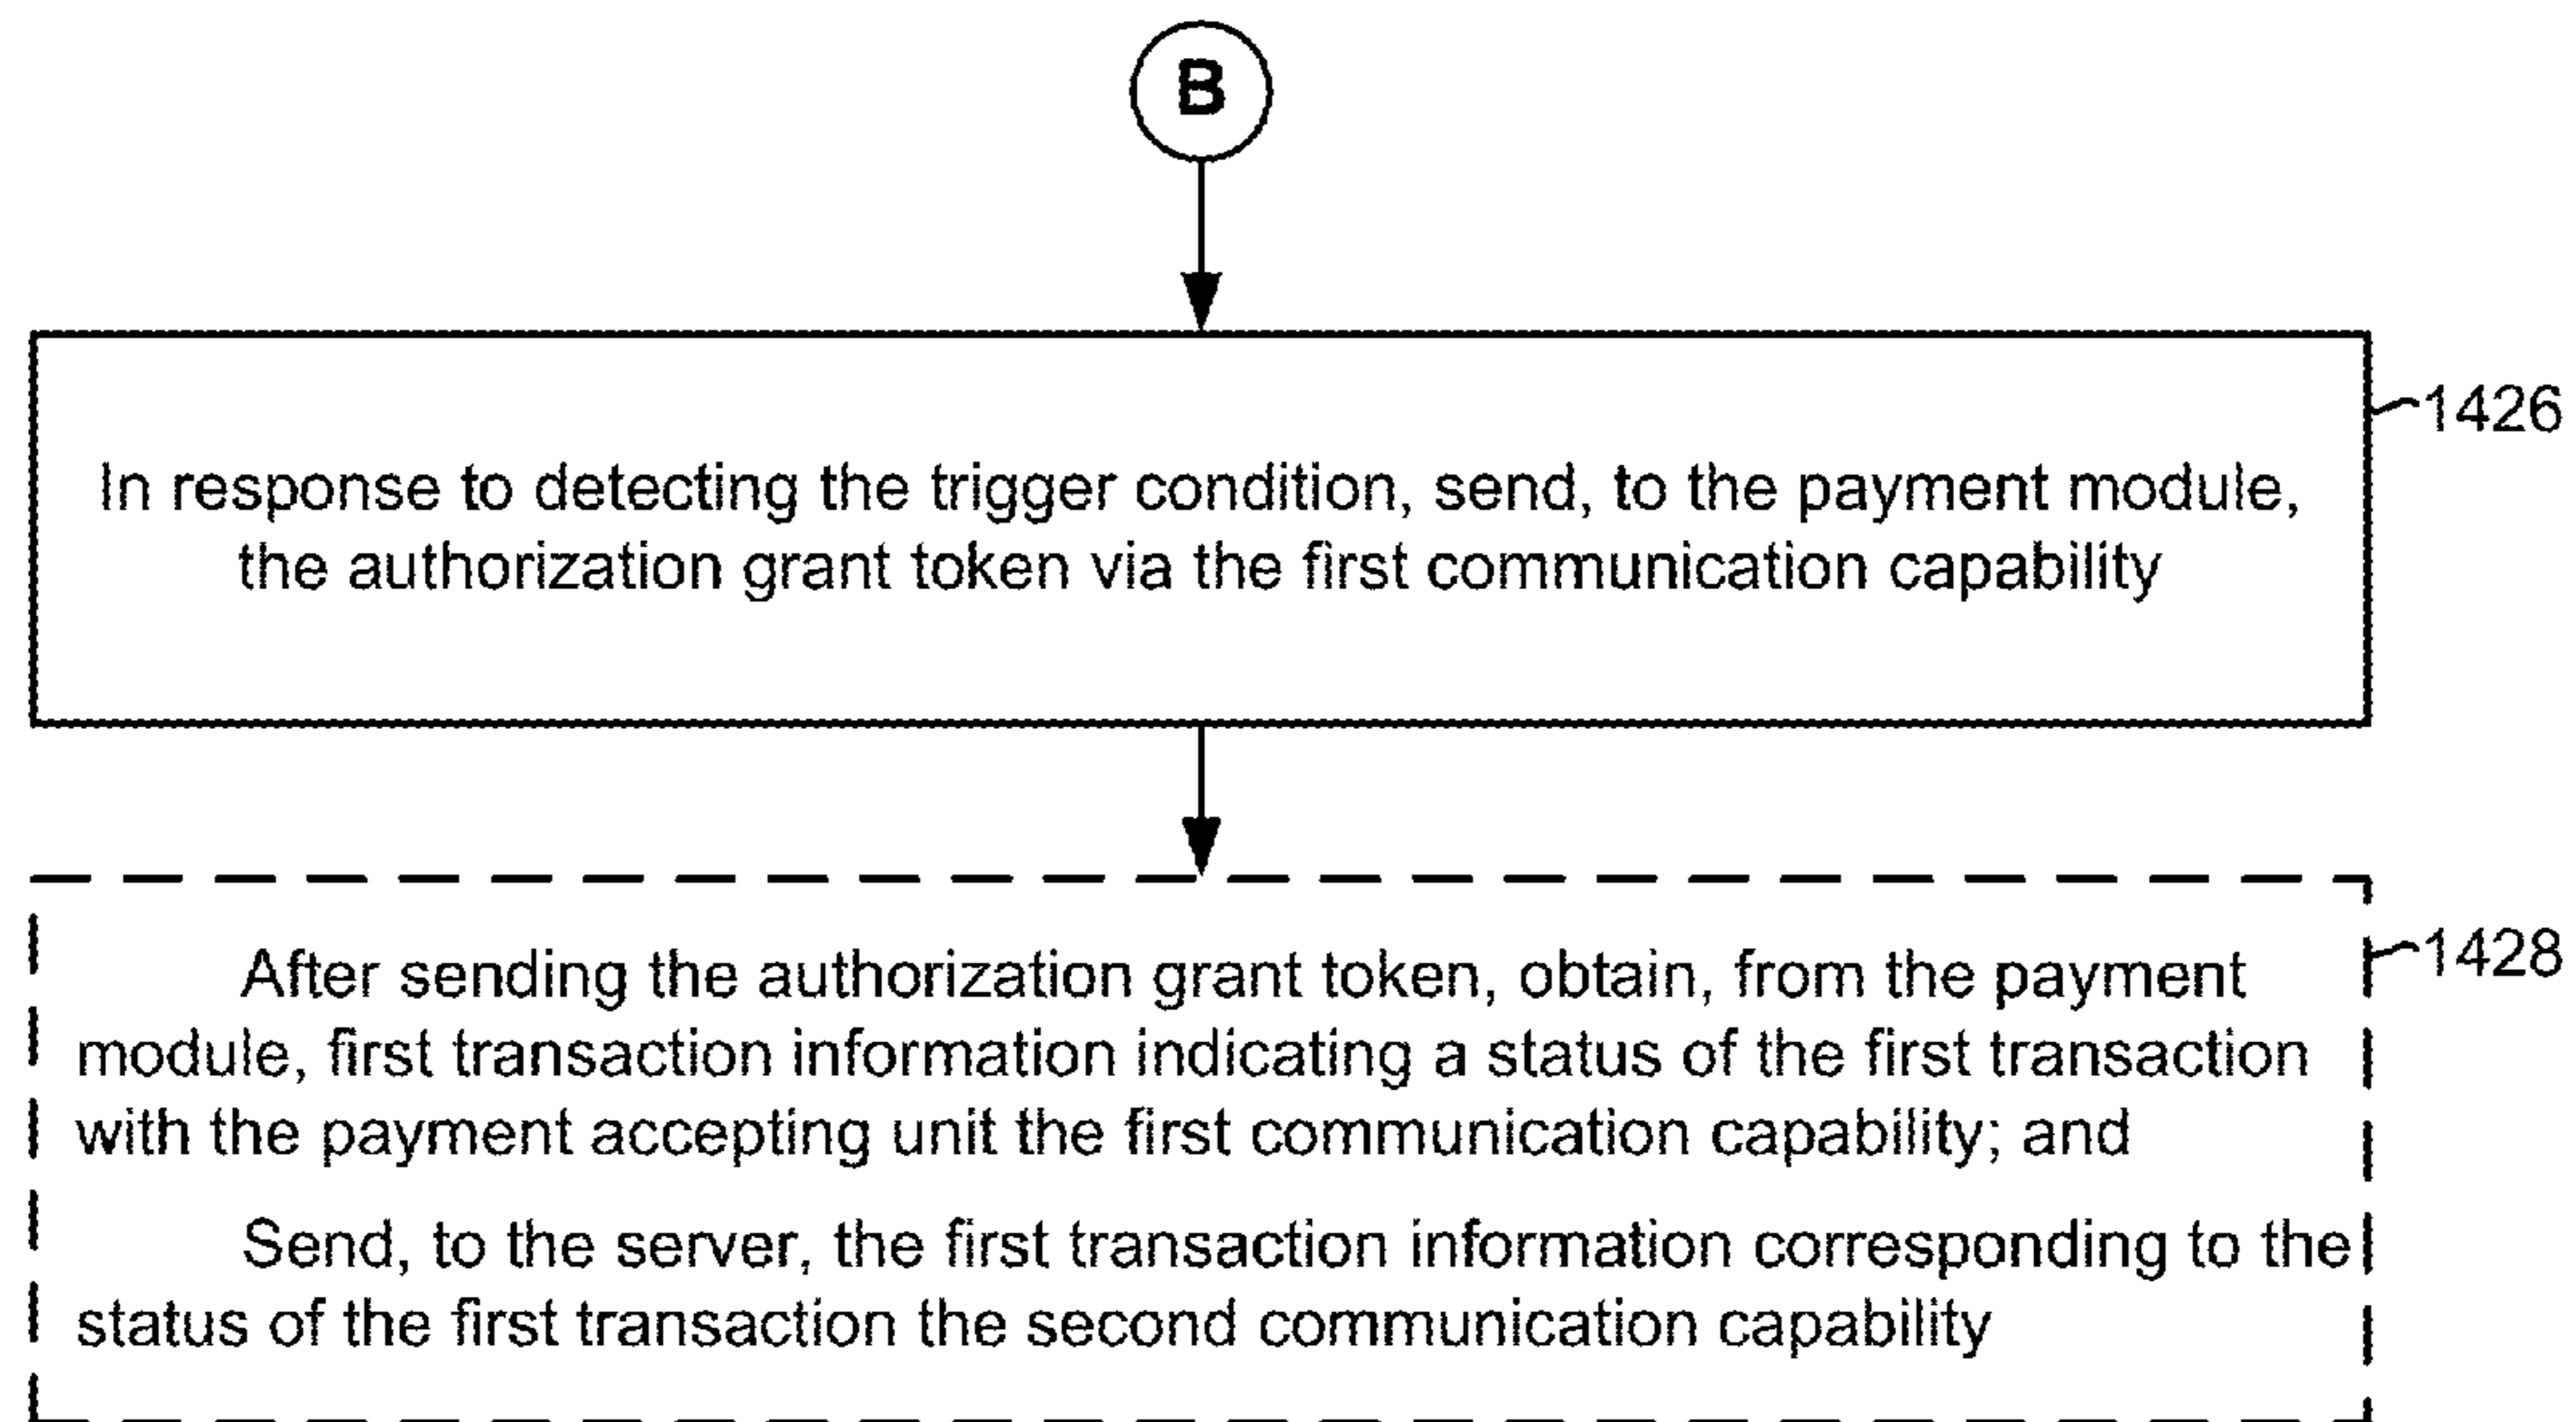 B
1426
In response to detecting the trigger condition, send, to the payment module,
the authorization grant token via the first communication capability
1428
After sending the authorization grant token, obtain, from the payment
module, first transaction information indicating a status of the first transaction
with the payment accepting unit the first communication capability; and
Send, to the server, the first transaction information corresponding to the
status of the first transaction the second communication capability